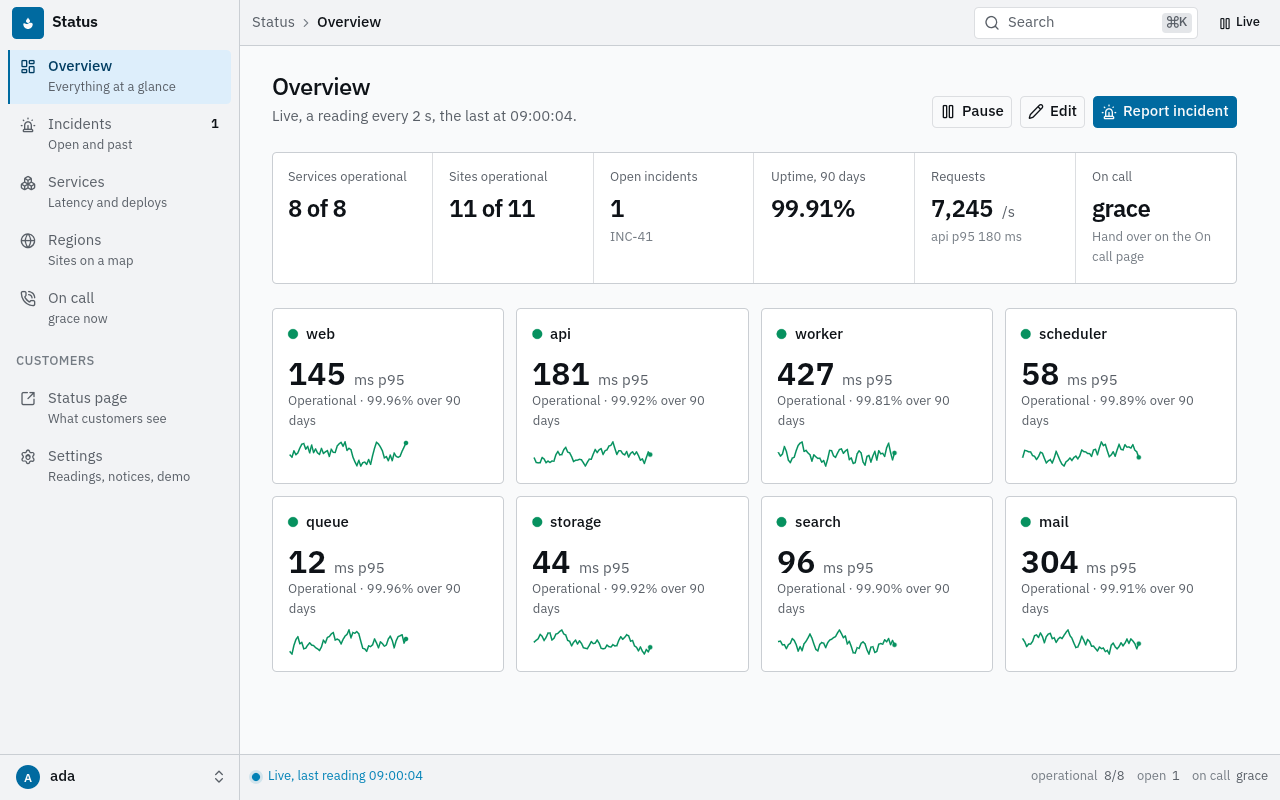 Status
Overview
Everything at a glance
Incidents 1
Open and past
Services
Latency and deploys
Regions
Sites on a map
On call
grace now
CUSTOMERS
Status page
What customers see
Settings
Readings, notices, demo
A ada
Status > Overview
Search ⌘K
Live
Overview
Live, a reading every 2 s, the last at 09:00:04.
Pause
Edit
Report incident
Services operational
8 of 8
Sites operational
11 of 11
Open incidents
1
INC-41
Uptime, 90 days
99.91%
Requests
7,245 /s
api p95 180 ms
On call
grace
Hand over on the On
call page
web
145 ms p95
Operational · 99.96% over 90
days
api
181 ms p95
Operational · 99.92% over 90
days
worker
427 ms p95
Operational · 99.81% over 90
days
scheduler
58 ms p95
Operational · 99.89% over 90
days
queue
12 ms p95
Operational · 99.96% over 90
days
storage
44 ms p95
Operational · 99.92% over 90
days
search
96 ms p95
Operational · 99.90% over 90
days
mail
304 ms p95
Operational · 99.91% over 90
days
Live, last reading 09:00:04
operational 8/8 open 1 on call grace